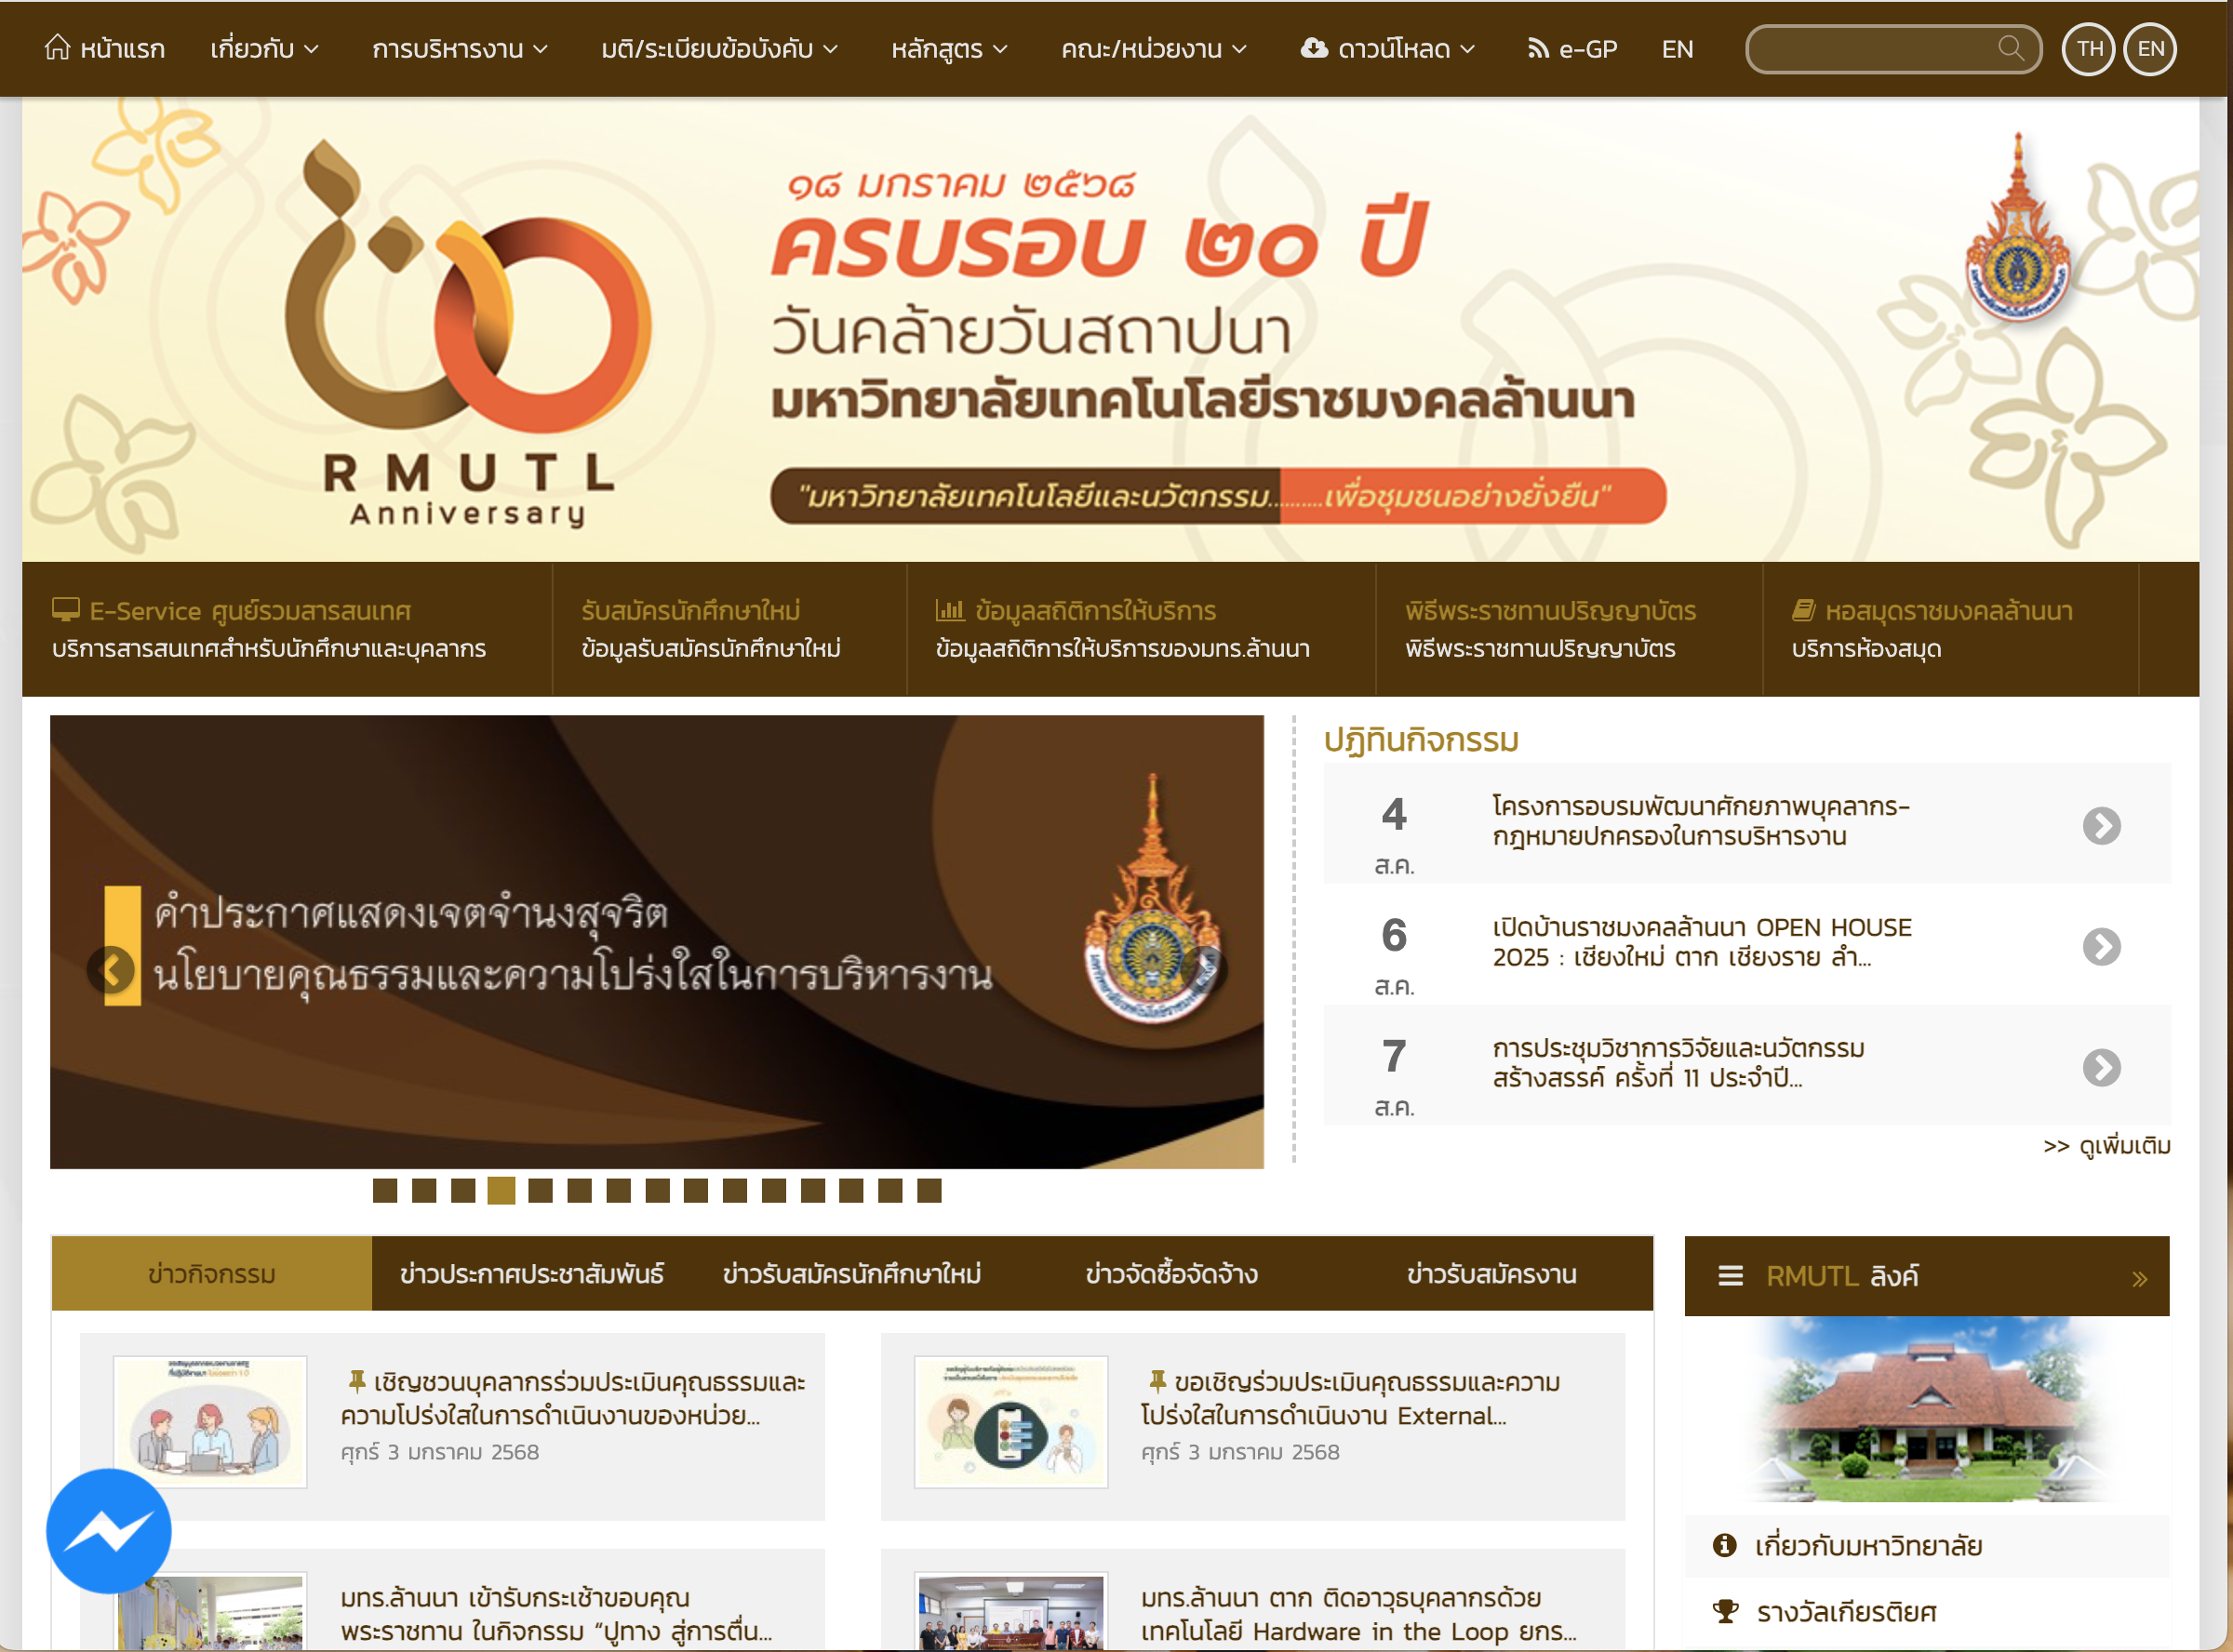 หน้าแรก เกี่ยวกับ การบริหารงาน มติ/ระเบียบข้อบังคับ หลักสูตร คณะ/หน่วยงาน ดาวน์โหลด e-GP EN TH EN
๑๘ มกราคม ๒๕๖๘
ครบรอบ ๒๐ ปี
วันคล้ายวันสถาปนา
มหาวิทยาลัยเทคโนโลยีราชมงคลล้านนา
RMUTL
Anniversary
"มหาวิทยาลัยเทคโนโลยีและนวัตกรรม..........เพื่อชุมชนอย่างยั่งยืน"
E-Service ศูนย์รวมสารสนเทศ
บริการสารสนเทศสำหรับนักศึกษาและบุคลากร
รับสมัครนักศึกษาใหม่
ข้อมูลรับสมัครนักศึกษาใหม่
ข้อมูลสถิติการให้บริการ
ข้อมูลสถิติการให้บริการของมทร.ล้านนา
พิธีพระราชทานปริญญาบัตร
พิธีพระราชทานปริญญาบัตร
หอสมุดราชมงคลล้านนา
บริการห้องสมุด
คำประกาศแสดงเจตจำนงสุจริต
นโยบายคุณธรรมและความโปร่งใสในการบริหารงาน
ปฏิทินกิจกรรม
4
ส.ค.
โครงการอบรมพัฒนาศักยภาพบุคลากร-
กฎหมายปกครองในการบริหารงาน
6
ส.ค.
เปิดบ้านราชมงคลล้านนา OPEN HOUSE
2025 : เชียงใหม่ ตาก เชียงราย ลำ...
7
ส.ค.
การประชุมวิชาการวิจัยและนวัตกรรม
สร้างสรรค์ ครั้งที่ 11 ประจำปี...
>> ดูเพิ่มเติม
ข่าวกิจกรรม ข่าวประกาศประชาสัมพันธ์ ข่าวรับสมัครนักศึกษาใหม่ ข่าวจัดซื้อจัดจ้าง ข่าวรับสมัครงาน
เชิญชวนบุคลากรร่วมประเมินคุณธรรมและ
ความโปร่งใสในการดำเนินงานของหน่วย...
ศุกร์ 3 มกราคม 2568
ขอเชิญร่วมประเมินคุณธรรมและความ
โปร่งใสในการดำเนินงาน External...
ศุกร์ 3 มกราคม 2568
มทร.ล้านนา เข้ารับกระเช้าขอบคุณ
พระราชทาน ในกิจกรรม “ปูทาง สู่การตื่น...
มทร.ล้านนา ตาก ติดอาวุธบุคลากรด้วย
เทคโนโลยี Hardware in the Loop ยกร...
RMUTL ลิงค์ »
เกี่ยวกับมหาวิทยาลัย
รางวัลเกียรติยศ